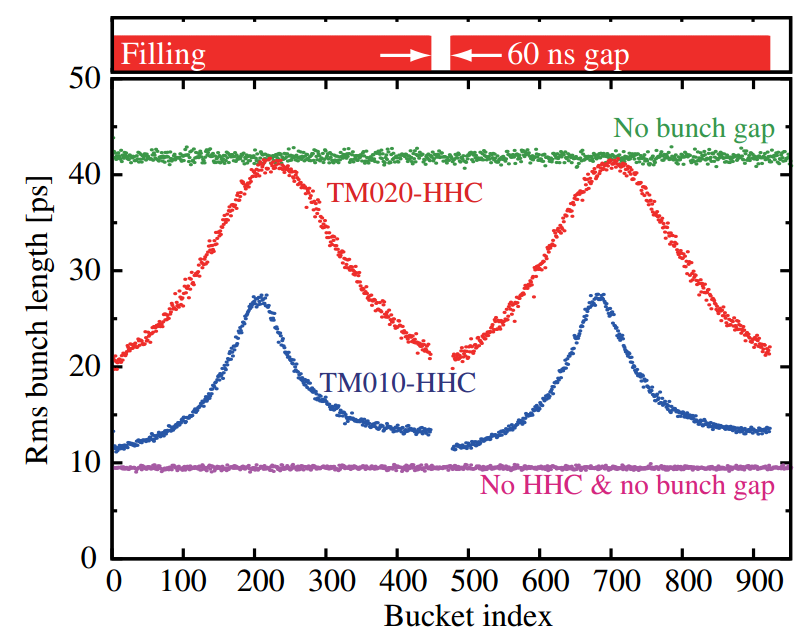 Filling
60 ns gap
50
40
30
20
10
0
Rms bunch length [ps]
No bunch gap
TM020-HHC
TM010-HHC
No HHC & no bunch gap
0 100 200 300 400 500 600 700 800 900
Bucket index